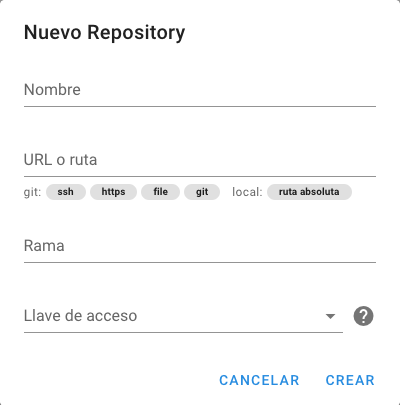 Nuevo Repository
Nombre
URL o ruta
git: ssh https file git local: ruta absoluta
Rama
Llave de acceso
CANCELAR CREAR